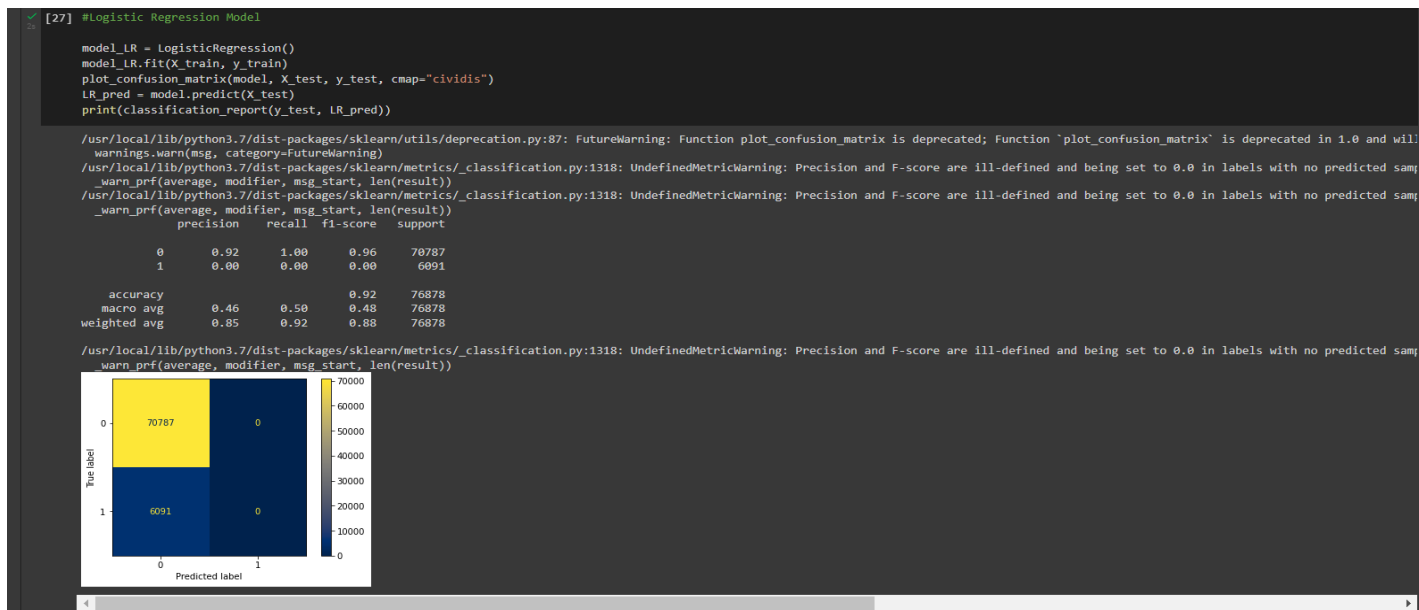 [27] #Logistic Regression Model
2s
model_LR = LogisticRegression()
model_LR.fit(X_train, y_train)
plot_confusion_matrix(model, X_test, y_test, cmap="cividis")
LR_pred = model.predict(X_test)
print(classification_report(y_test, LR_pred))
/usr/local/lib/python3.7/dist-packages/sklearn/utils/deprecation.py:87: FutureWarning: Function plot_confusion_matrix is deprecated; Function `plot_confusion_matrix` is deprecated in 1.0 and will
warnings.warn(msg, category=FutureWarning)
/usr/local/lib/python3.7/dist-packages/sklearn/metrics/_classification.py:1318: UndefinedMetricWarning: Precision and F-score are ill-defined and being set to 0.0 in labels with no predicted samp
_warn_prf(average, modifier, msg_start, len(result))
/usr/local/lib/python3.7/dist-packages/sklearn/metrics/_classification.py:1318: UndefinedMetricWarning: Precision and F-score are ill-defined and being set to 0.0 in labels with no predicted samp
_warn_prf(average, modifier, msg_start, len(result))
precision recall f1-score support
0 0.92 1.00 0.96 70787
1 0.00 0.00 0.00 6091
accuracy 0.92 76878
macro avg 0.46 0.50 0.48 76878
weighted avg 0.85 0.92 0.88 76878
/usr/local/lib/python3.7/dist-packages/sklearn/metrics/_classification.py:1318: UndefinedMetricWarning: Precision and F-score are ill-defined and being set to 0.0 in labels with no predicted samp
_warn_prf(average, modifier, msg_start, len(result))
70000
60000
0 70787 0
50000
40000
True label
30000
20000
1 6091 0
10000
0
0 1
Predicted label